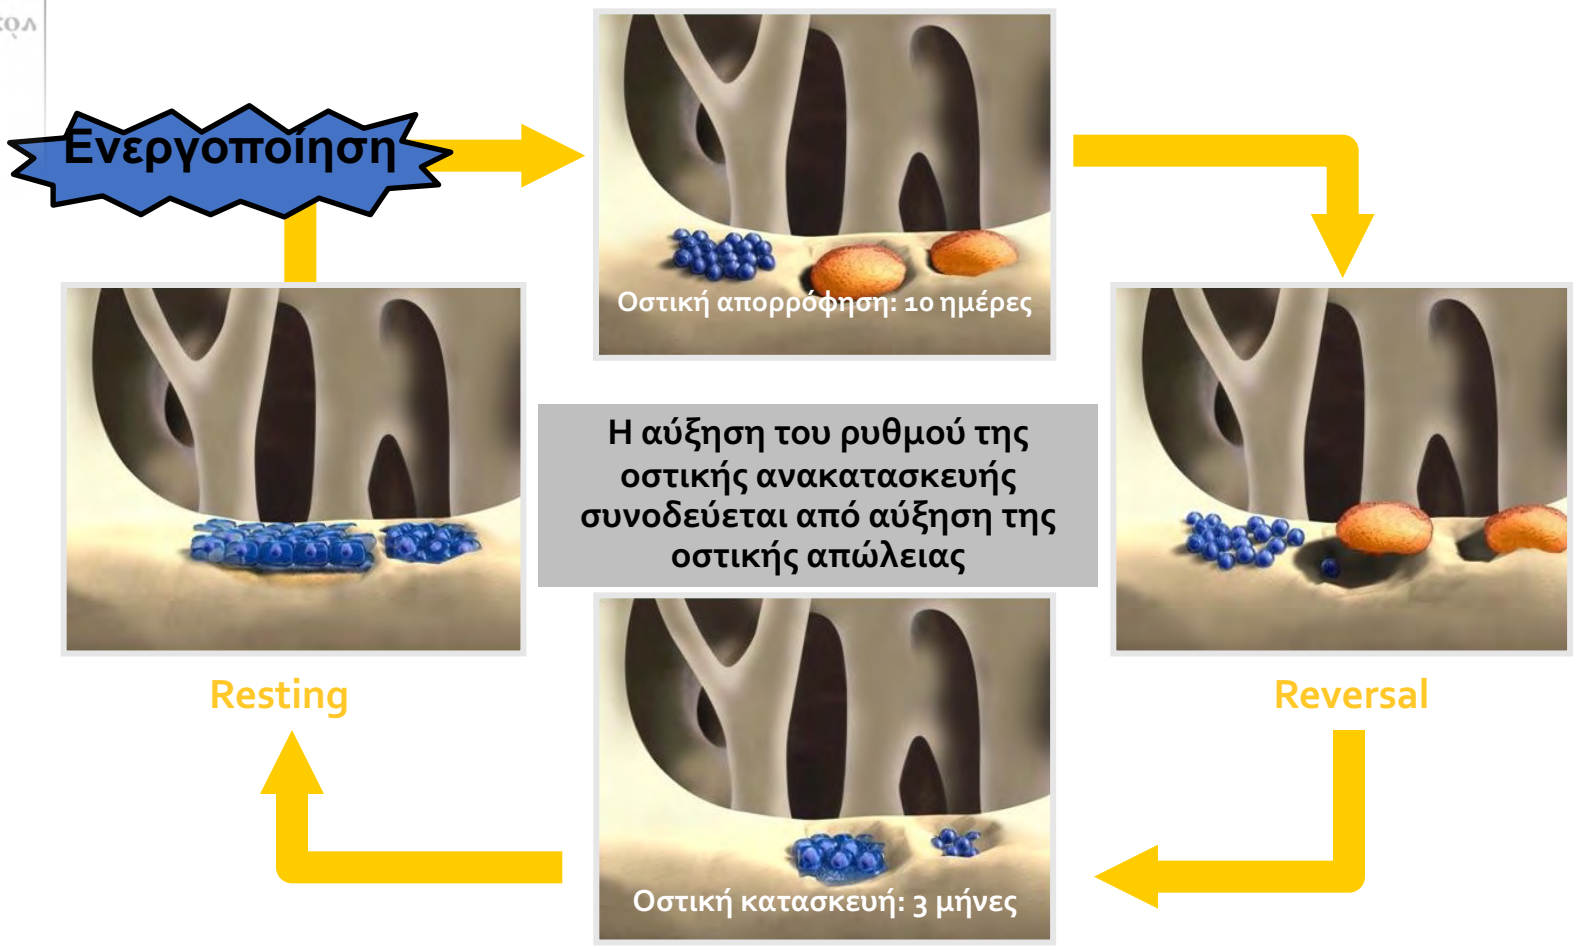 Ενεργοποίηση
Οστική απορρόφηση: 10 ημέρες
Η αύξηση του ρυθμού της
οστικής ανακατασκευής
συνοδεύεται από αύξηση της
οστικής απώλειας
Resting
Reversal
Οστική κατασκευή: 3 μήνες